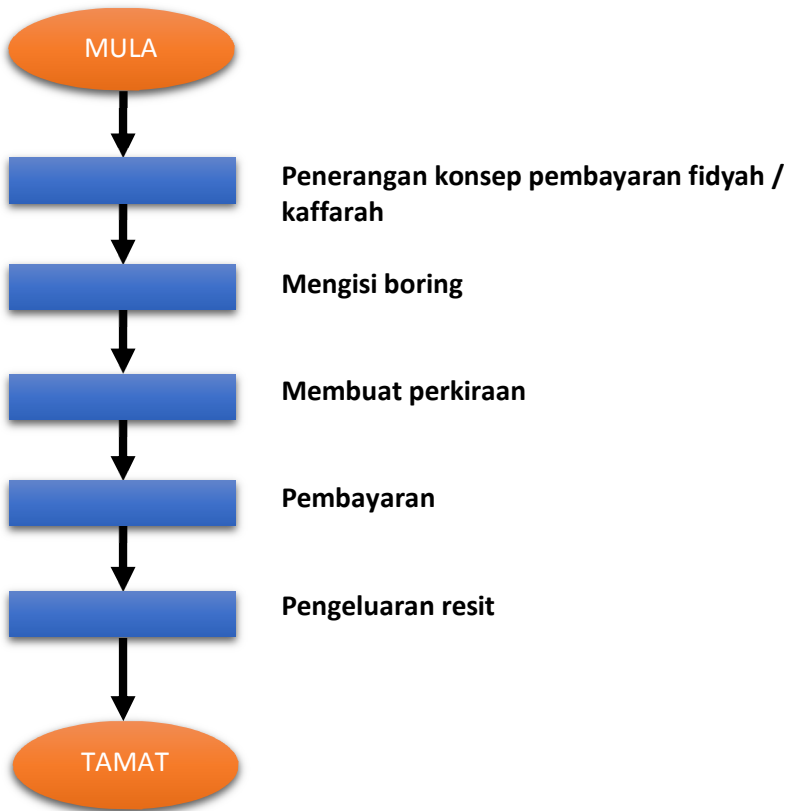 MULA
Penerangan konsep pembayaran fidyah /
kaffarah
Mengisi boring
Membuat perkiraan
Pembayaran
Pengeluaran resit
TAMAT